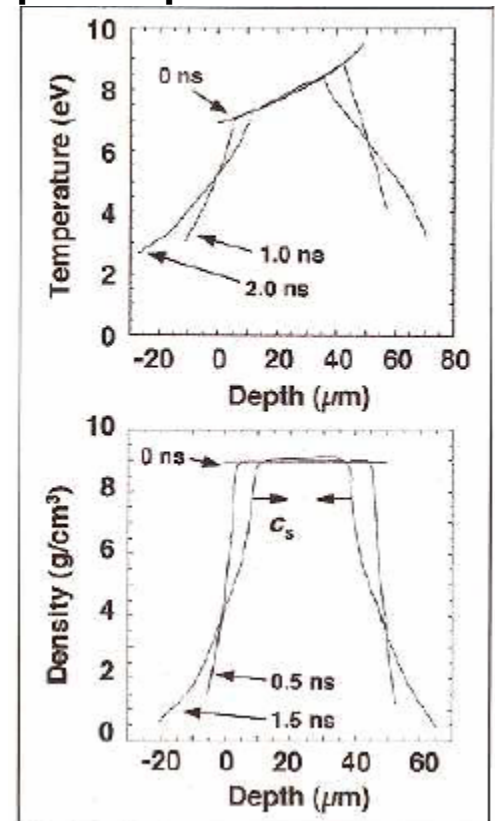 10
8
6
4
2
0
Temperature (eV)
0 ns
1.0 ns
2.0 ns
-20 0 20 40 60 80
Depth (μm)
10
8
6
4
2
0
Density (g/cm³)
0 ns
cs
0.5 ns
1.5 ns
-20 0 20 40 60
Depth (μm)